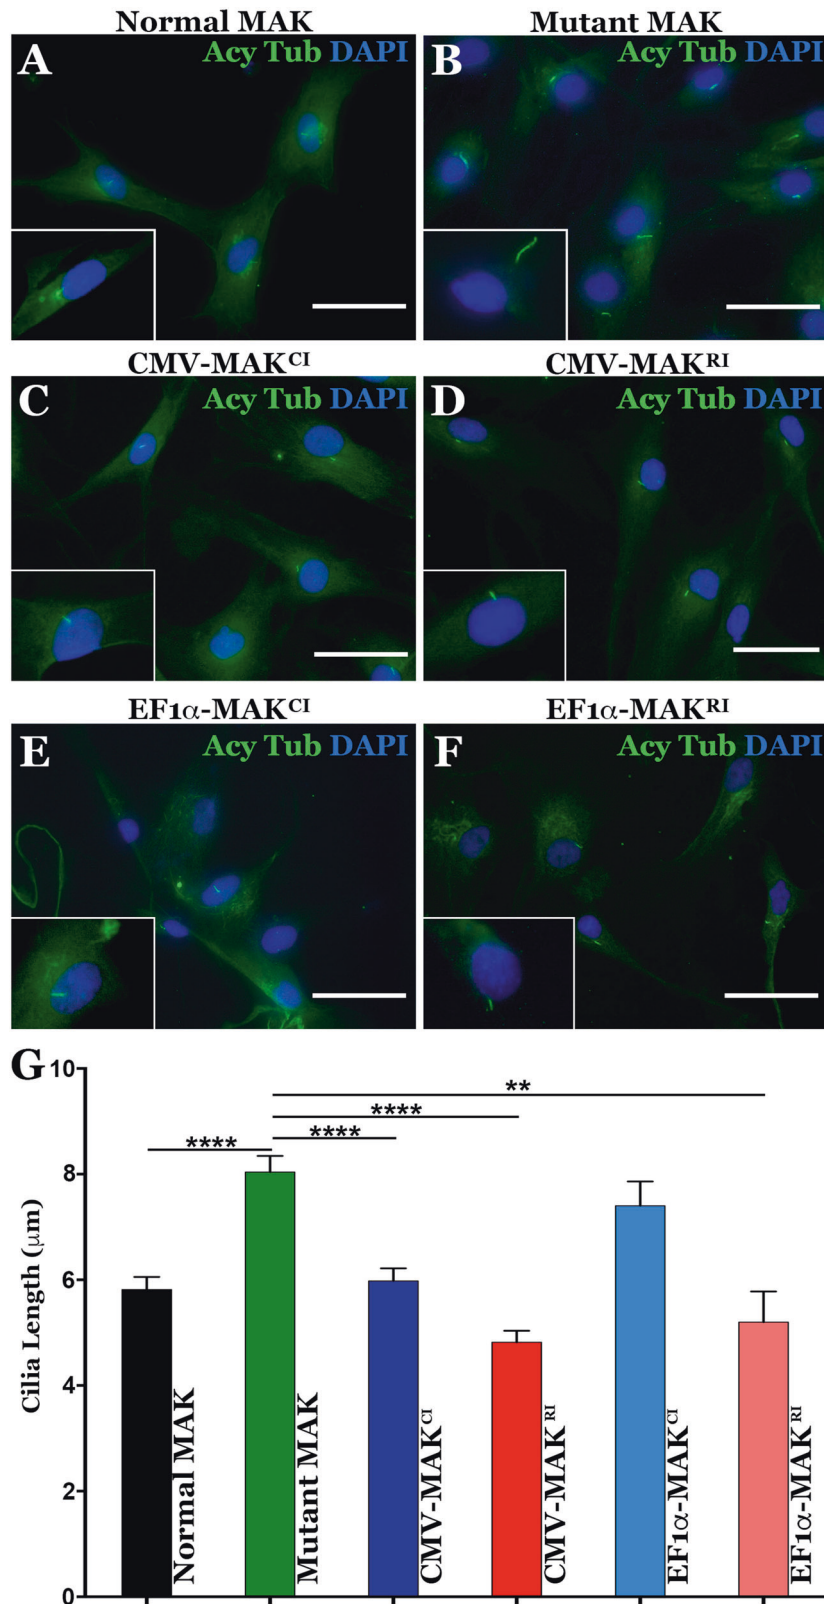 Normal MAK
Mutant MAK
A
Acy Tub DAPI
B
Acy Tub DAPI
CMV-MAK^CI
CMV-MAK^RI
C
Acy Tub DAPI
D
Acy Tub DAPI
EF1α-MAK^CI
EF1α-MAK^RI
E
Acy Tub DAPI
F
Acy Tub DAPI
G
10
8
6
4
2
0
Cilia Length (μm)
**
****
****
****
Normal MAK
Mutant MAK
CMV-MAK^CI
CMV-MAK^RI
EF1α-MAK^CI
EF1α-MAK^RI